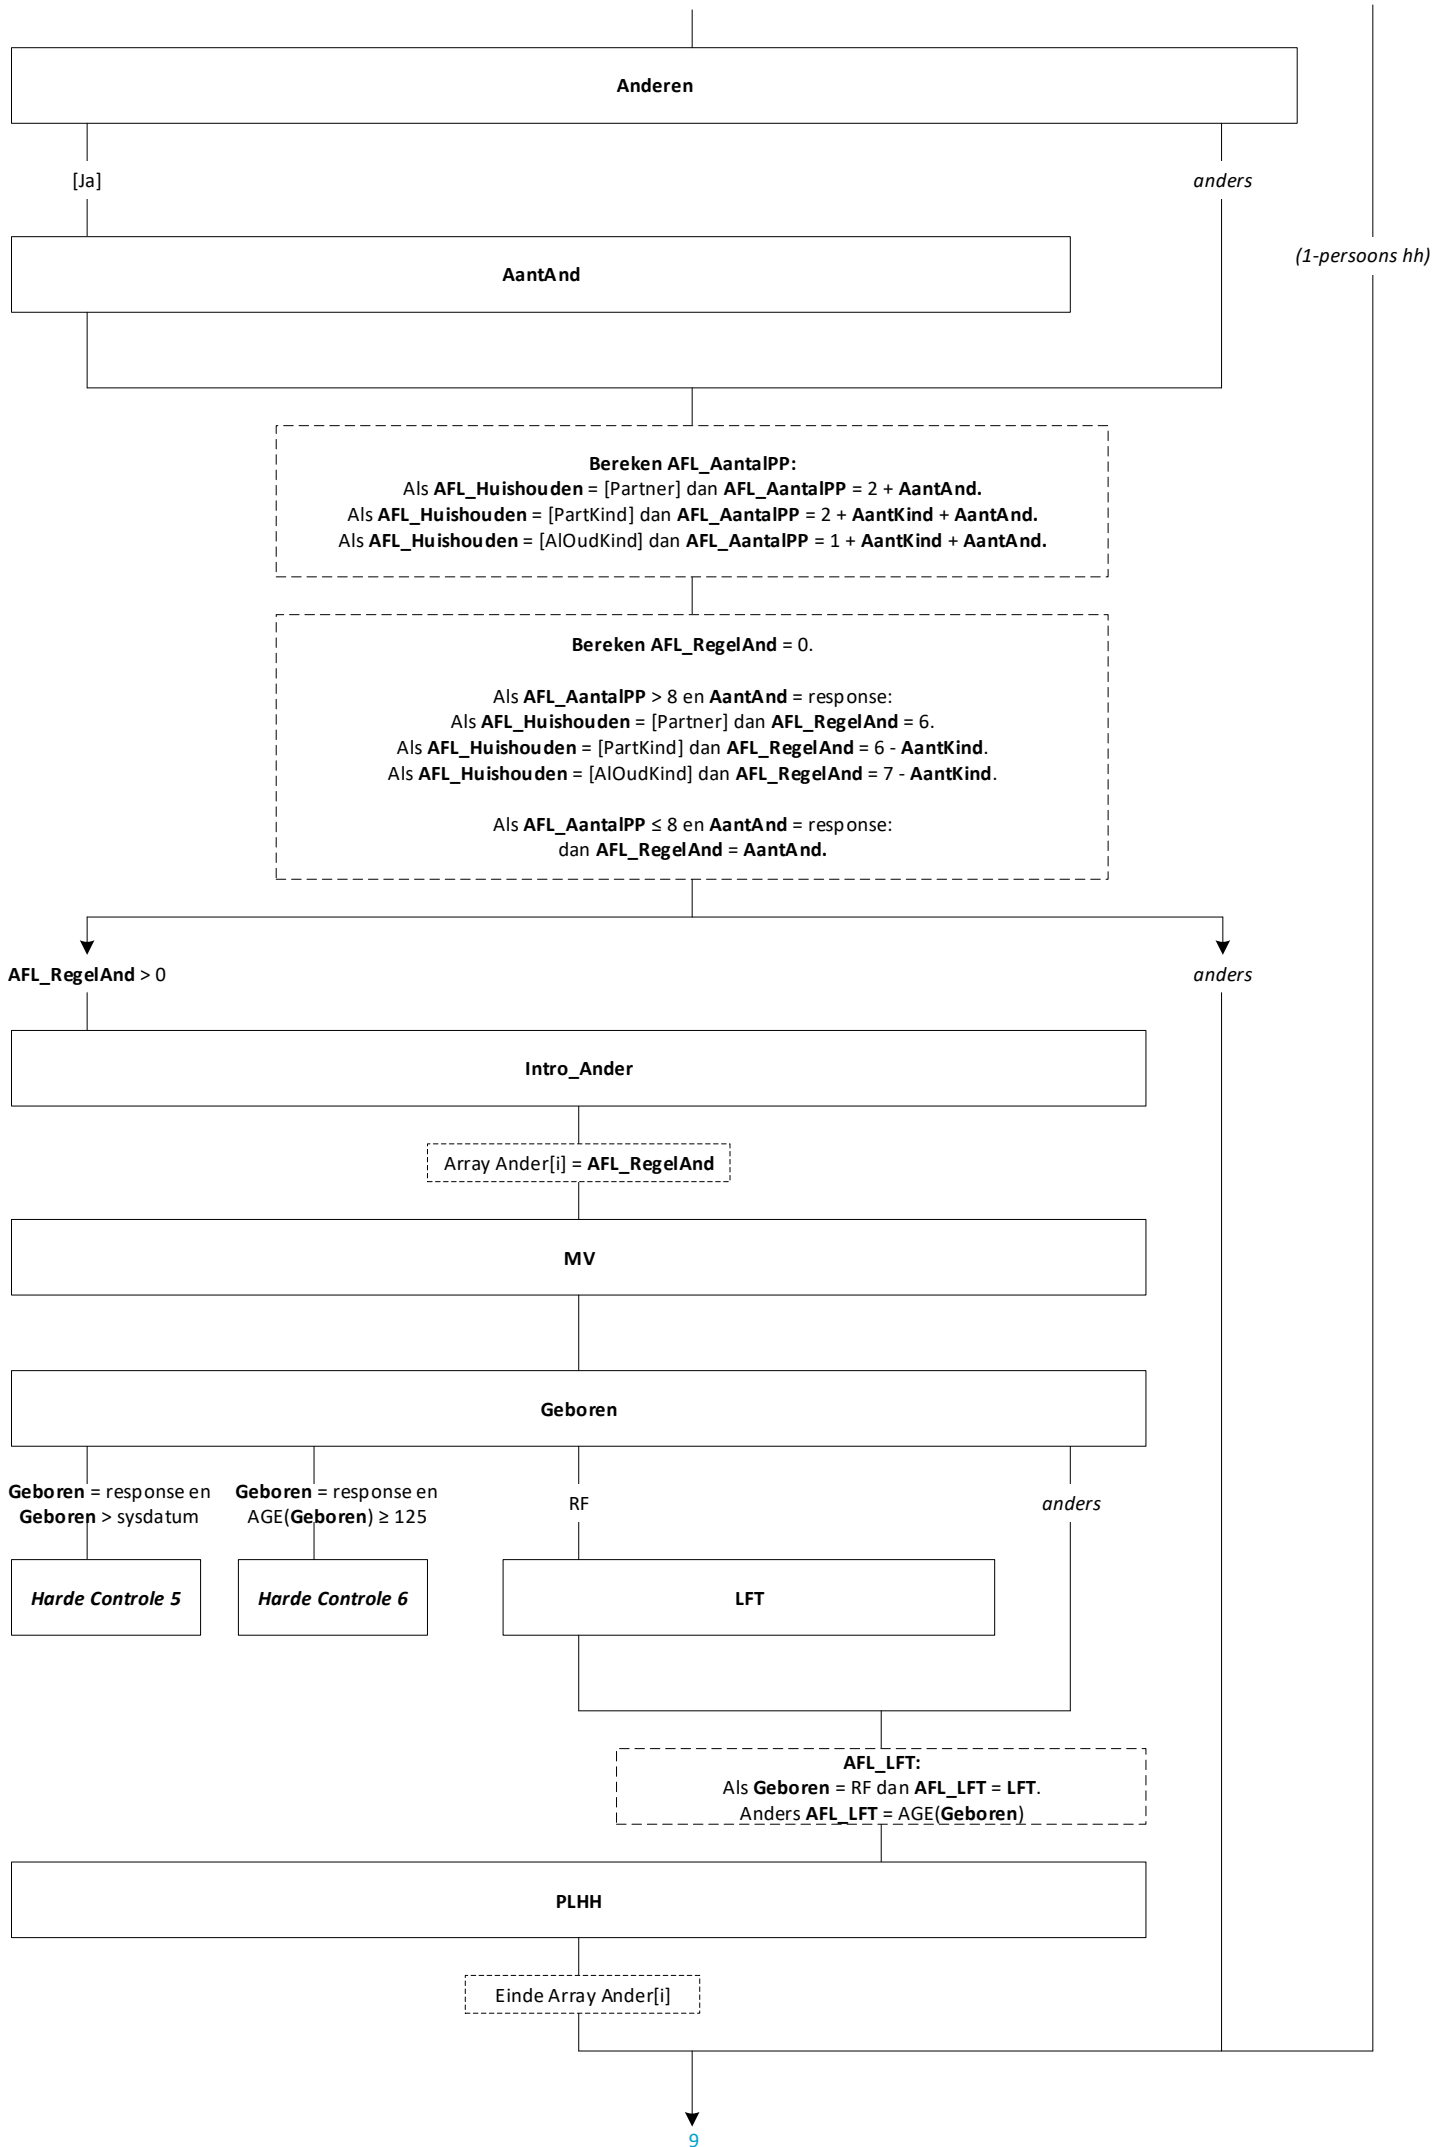 Anderen
[Ja]
anders
(1-persoons hh)
AantAnd
Bereken AFL_AantalPP:
Als AFL_Huishouden = [Partner] dan AFL_AantalPP = 2 + AantAnd.
Als AFL_Huishouden = [PartKind] dan AFL_AantalPP = 2 + AantKind + AantAnd.
Als AFL_Huishouden = [AlOudKind] dan AFL_AantalPP = 1 + AantKind + AantAnd.
Bereken AFL_RegelAnd = 0.
Als AFL_AantalPP > 8 en AantAnd = response:
Als AFL_Huishouden = [Partner] dan AFL_RegelAnd = 6.
Als AFL_Huishouden = [PartKind] dan AFL_RegelAnd = 6 - AantKind.
Als AFL_Huishouden = [AlOudKind] dan AFL_RegelAnd = 7 - AantKind.
Als AFL_AantalPP ≤ 8 en AantAnd = response:
dan AFL_RegelAnd = AantAnd.
AFL_RegelAnd > 0
anders
Intro_Ander
Array Ander[i] = AFL_RegelAnd
MV
Geboren
Geboren = response en
Geboren > sysdatum
Geboren = response en
AGE(Geboren) ≥ 125
RF
anders
Harde Controle 5
Harde Controle 6
LFT
AFL_LFT:
Als Geboren = RF dan AFL_LFT = LFT.
Anders AFL_LFT = AGE(Geboren)
PLHH
Einde Array Ander[i]
9